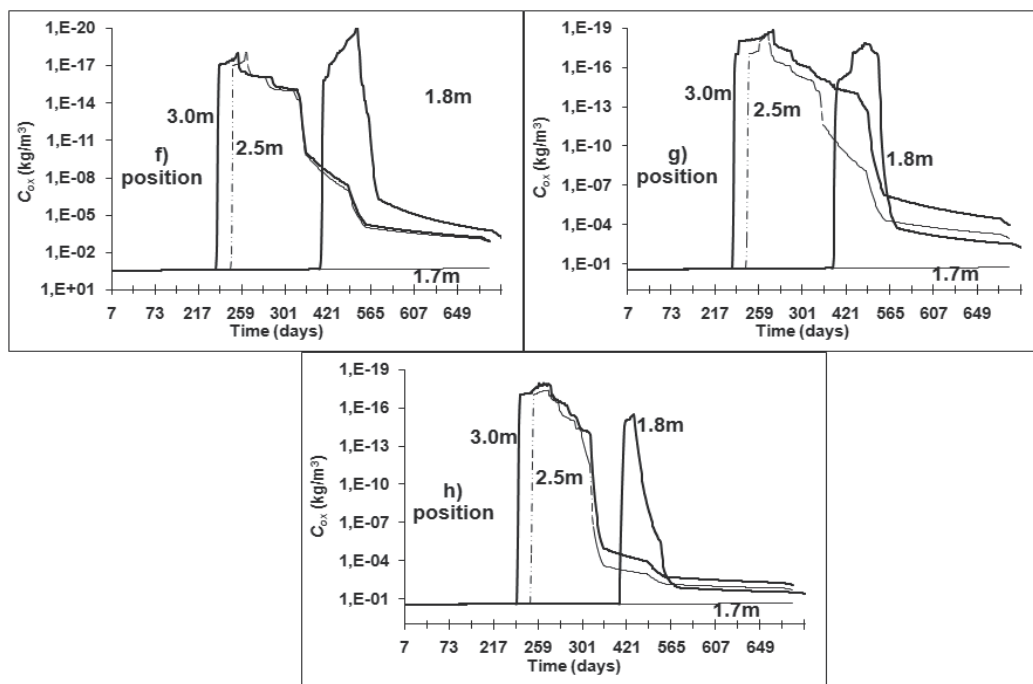 1,E-20
1,E-17
1,E-14
1,E-11
1,E-08
1,E-05
1,E-02
1,E+01
Cox (kg/m³)
3.0m
2.5m
1.8m
f)
position
1.7m
7 73 217 259 301 421 565 607 649
Time (days)
1,E-19
1,E-16
1,E-13
1,E-10
1,E-07
1,E-04
1,E-01
Cox (kg/m³)
3.0m
2.5m
1.8m
g)
position
1.7m
7 73 217 259 301 421 565 607 649
Time (days)
1,E-19
1,E-16
1,E-13
1,E-10
1,E-07
1,E-04
1,E-01
Cox (kg/m³)
3.0m
1.8m
2.5m
h)
position
1.7m
7 73 217 259 301 421 565 607 649
Time (days)